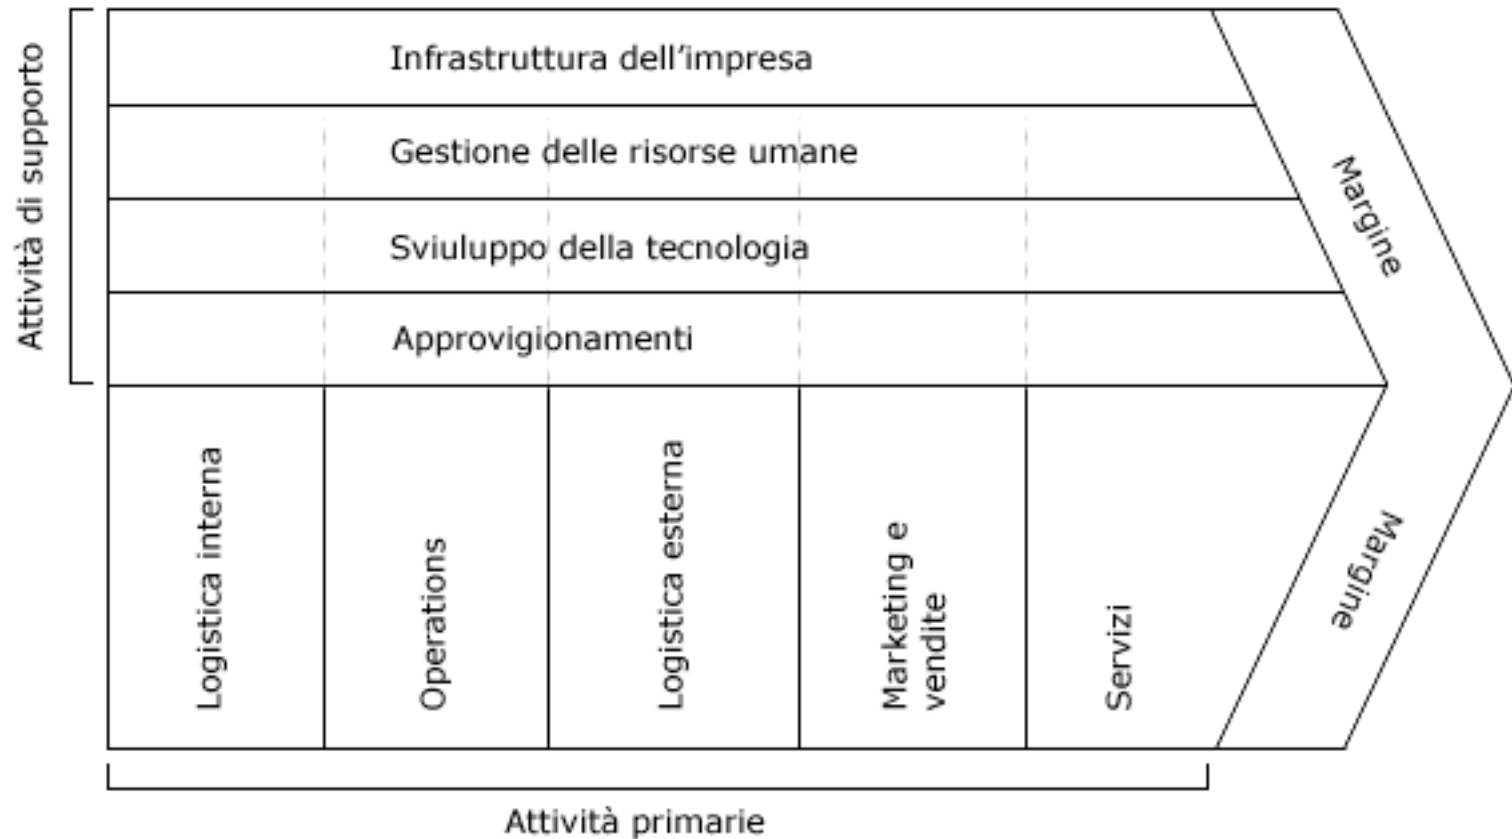 Attività di supporto
Infrastruttura dell’impresa
Gestione delle risorse umane
Sviuluppo della tecnologia
Approvigionamenti
Margine
Logistica interna
Operations
Logistica esterna
Marketing e
vendite
Servizi
Margine
Attività primarie